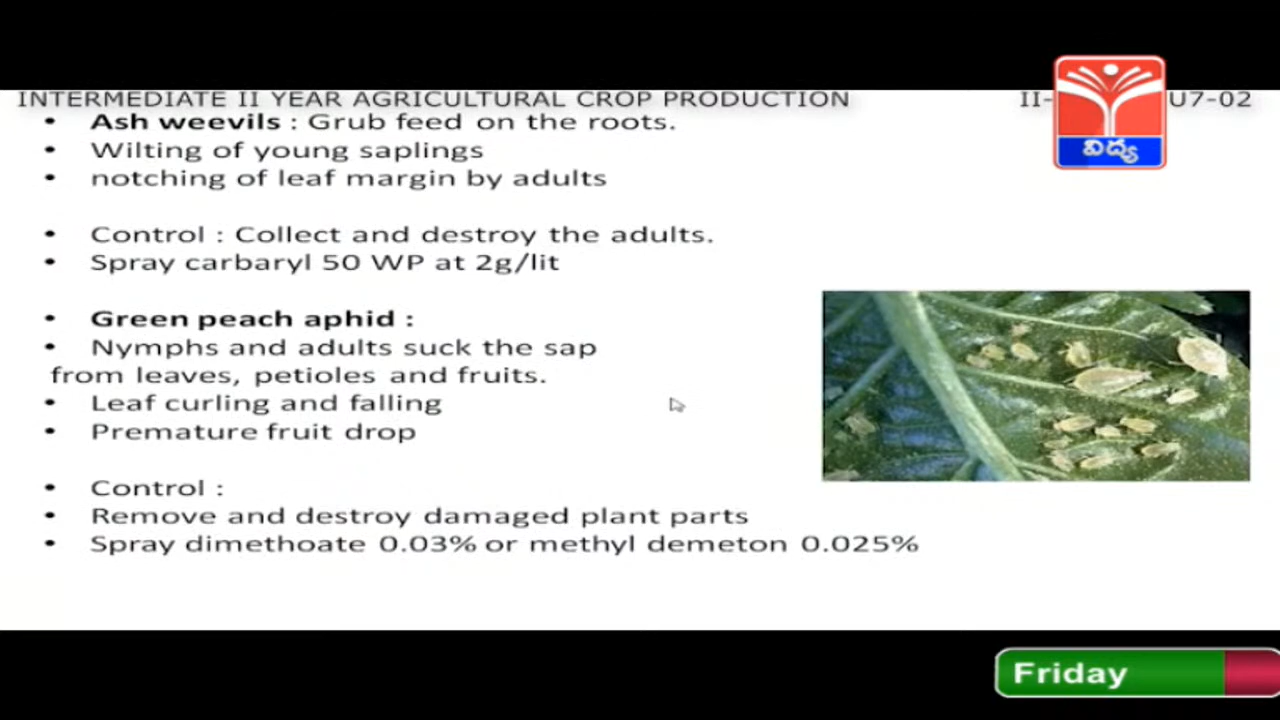 INTERMEDIATE II YEAR AGRICULTURAL CROP PRODUCTION II- U7-02
• Ash weevils : Grub feed on the roots.
• Wilting of young saplings
• notching of leaf margin by adults
విద్య
• Control : Collect and destroy the adults.
• Spray carbaryl 50 WP at 2g/lit
• Green peach aphid :
• Nymphs and adults suck the sap
from leaves, petioles and fruits.
• Leaf curling and falling
• Premature fruit drop
• Control :
• Remove and destroy damaged plant parts
• Spray dimethoate 0.03% or methyl demeton 0.025%
Friday